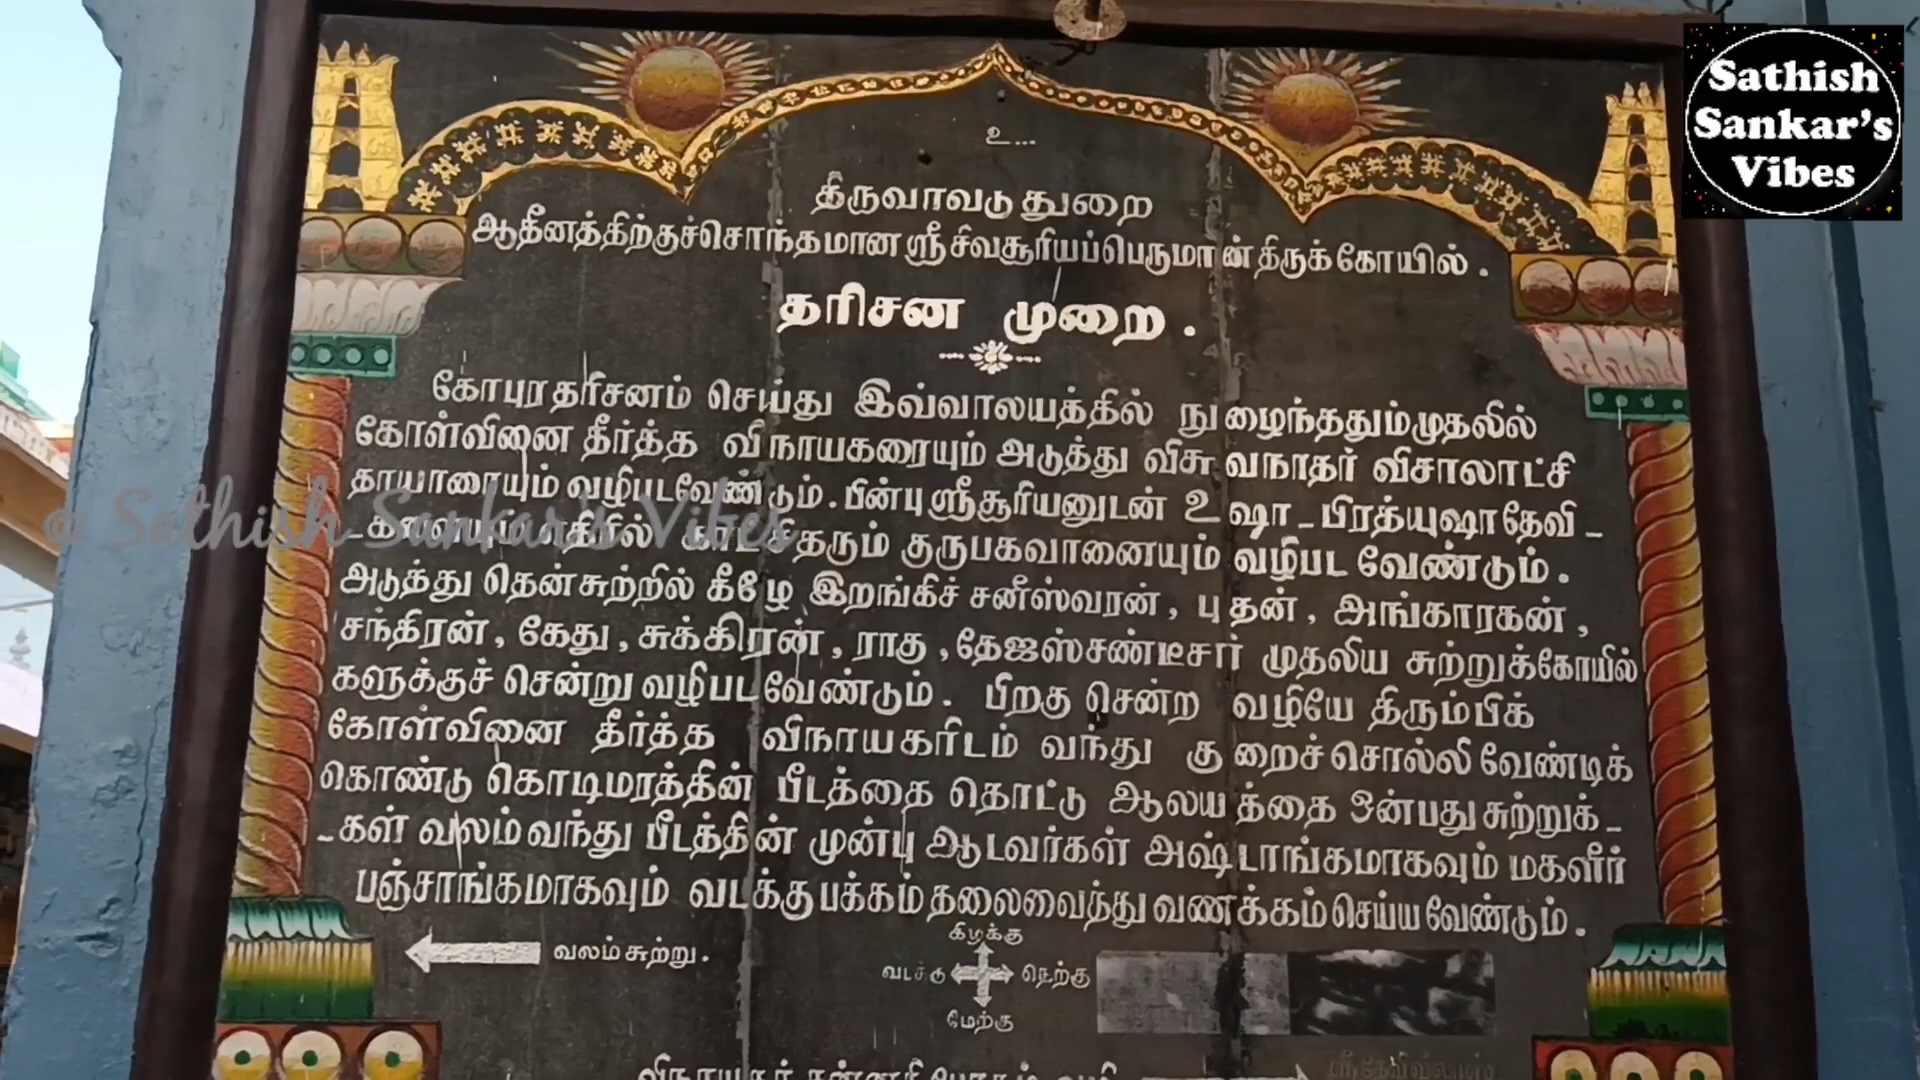 Sathish
Sankar's
Vibes
உ...
திருவாவடுதுறை
ஆதீனத்திற்குச்சொந்தமான ஸ்ரீ சிவசூரியப்பெருமான் திருக்கோயில்.
தரிசன முறை.
கோபுர தரிசனம் செய்து இவ்வாலயத்தில் நுழைந்ததும் முதலில்
கோள்வினை தீர்த்த விநாயகரையும் அடுத்து விசுவநாதர் விசாலாட்சி
தாயாரையும் வழிபடவேண்டும். பின்பு ஸ்ரீசூரியனுடன் உஷா - பிரத்யுஷா தேவி -
காட்சிதரும் குருபகவானையும் வழிபட வேண்டும்.
அடுத்து தென்சுற்றில் கீழே இறங்கிச் சனீஸ்வரன், புதன், அங்காரகன்,
சந்திரன், கேது, சுக்கிரன், ராகு, தேஜஸ்சண்டீசர் முதலிய சுற்றுக்கோயில்
களுக்குச் சென்று வழிபடவேண்டும். பிறகு சென்ற வழியே திரும்பிக்
கோள்வினை தீர்த்த விநாயகரிடம் வந்து குறைச் சொல்லி வேண்டிக்
கொண்டு கொடிமரத்தின் பீடத்தை தொட்டு ஆலயத்தை ஒன்பது சுற்றுக் -
-கள் வலம் வந்து பீடத்தின் முன்பு ஆடவர்கள் அஷ்டாங்கமாகவும் மகளீர்
பஞ்சாங்கமாகவும் வடக்கு பக்கம் தலைவைத்து வணக்கம் செய்ய வேண்டும்.
வலம் சுற்று.
கிழக்கு
வடக்கு தெற்கு
மேற்கு
© Sathish Sankar's Vibes